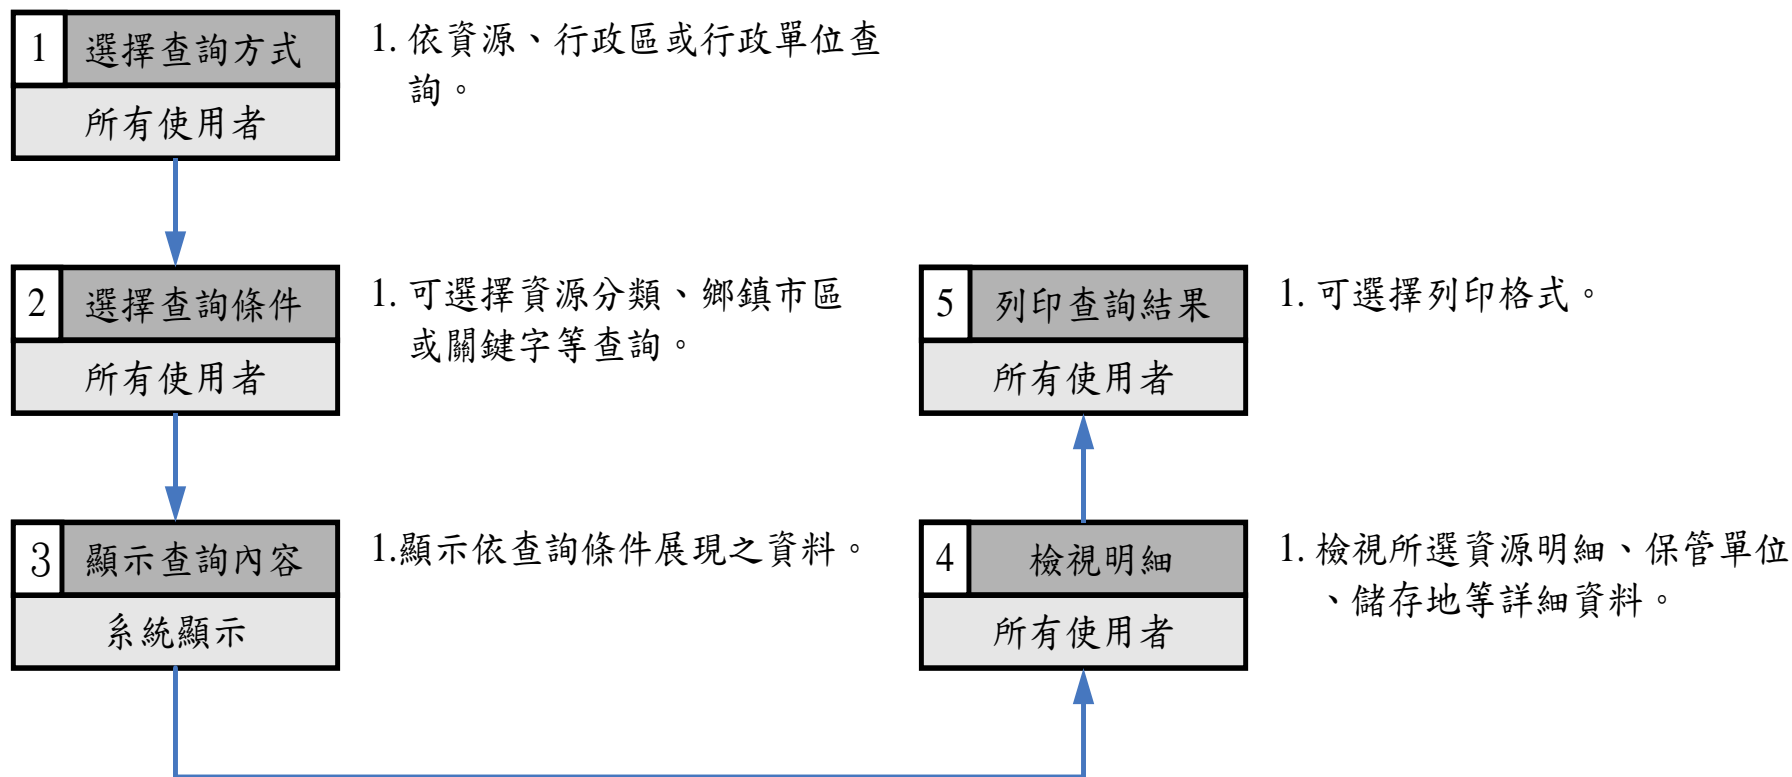 1 選擇查詢方式
所有使用者
1. 依資源、行政區或行政單位查
詢。
2 選擇查詢條件
所有使用者
1. 可選擇資源分類、鄉鎮市區
或關鍵字等查詢。
3 顯示查詢內容
系統顯示
1.顯示依查詢條件展現之資料。
4 檢視明細
所有使用者
1. 檢視所選資源明細、保管單位
、儲存地等詳細資料。
5 列印查詢結果
所有使用者
1. 可選擇列印格式。